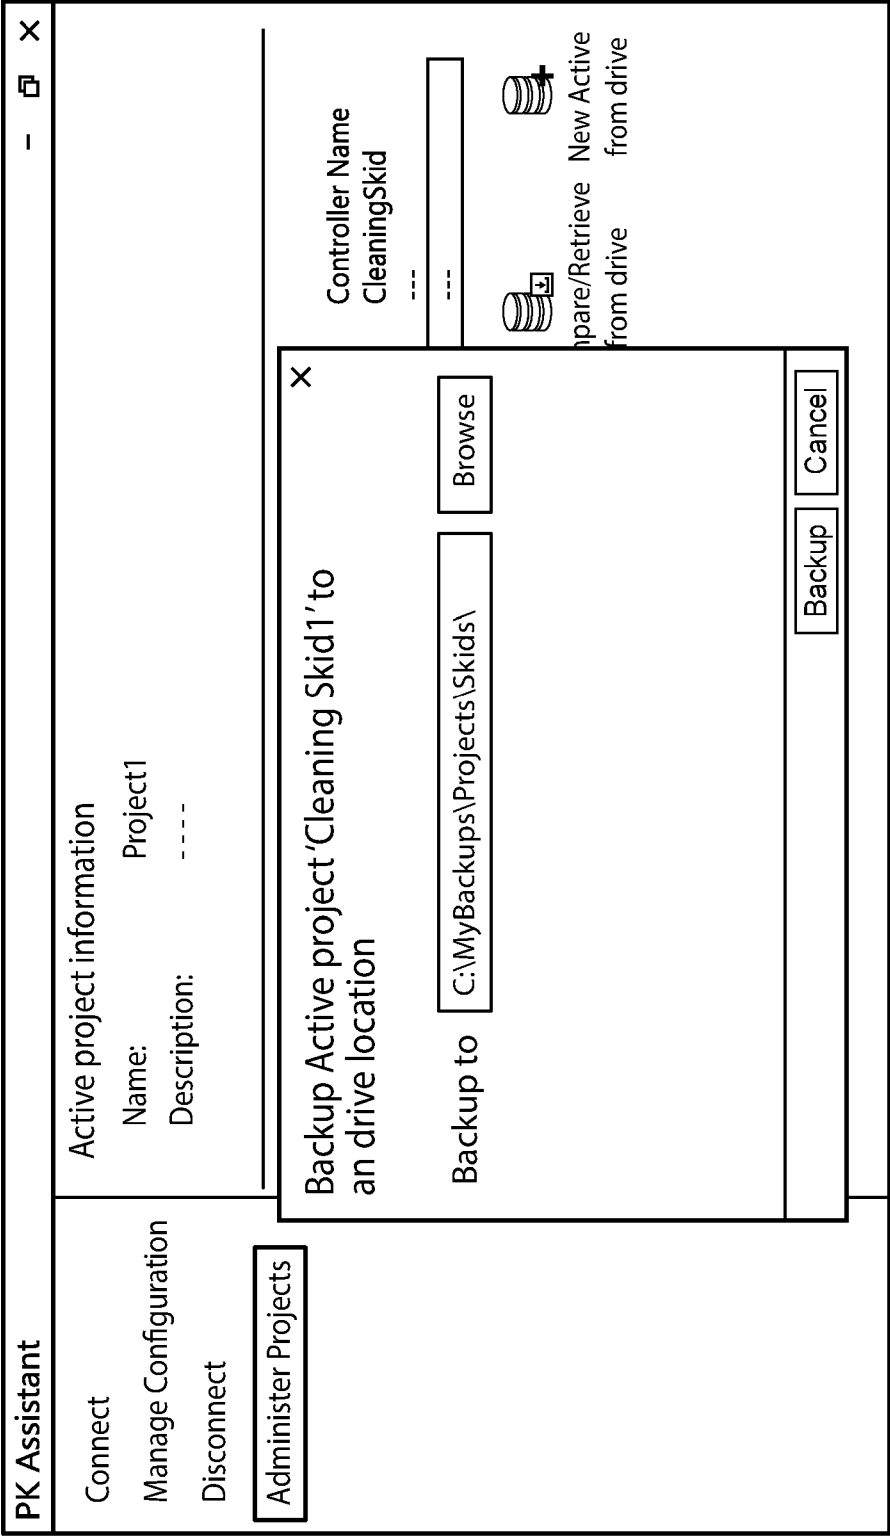 PK Assistant
Connect
Manage Configuration
Disconnect
Administer Projects
Active project information
Name: Project1
Description: ----
Controller Name
CleaningSkid
---
---
Backup Active project 'Cleaning Skid1' to
an drive location
Backup to C:\MyBackups\Projects\Skids\ Browse
Backup Cancel
npare/Retrieve
from drive
New Active
from drive